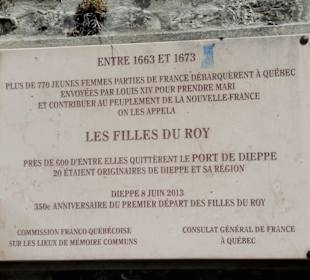 ENTRE 1663 ET 1673
PLUS DE 770 JEUNES FEMMES PARTIES DE FRANCE DÉBARQUÈRENT À QUÉBEC
ENVOYÉES PAR LOUIS XIV POUR PRENDRE MARI
ET CONTRIBUER AU PEUPLEMENT DE LA NOUVELLE-FRANCE
ON LES APPELA
LES FILLES DU ROY
PRÈS DE 600 D'ENTRE ELLES QUITTÈRENT LE PORT DE DIEPPE
20 ÉTAIENT ORIGINAIRES DE DIEPPE ET SA RÉGION
DIEPPE 8 JUIN 2013
350e ANNIVERSAIRE DU PREMIER DÉPART DES FILLES DU ROY
COMMISSION FRANCO-QUÉBÉCOISE
SUR LES LIEUX DE MÉMOIRE COMMUNS
CONSULAT GÉNÉRAL DE FRANCE
À QUÉBEC